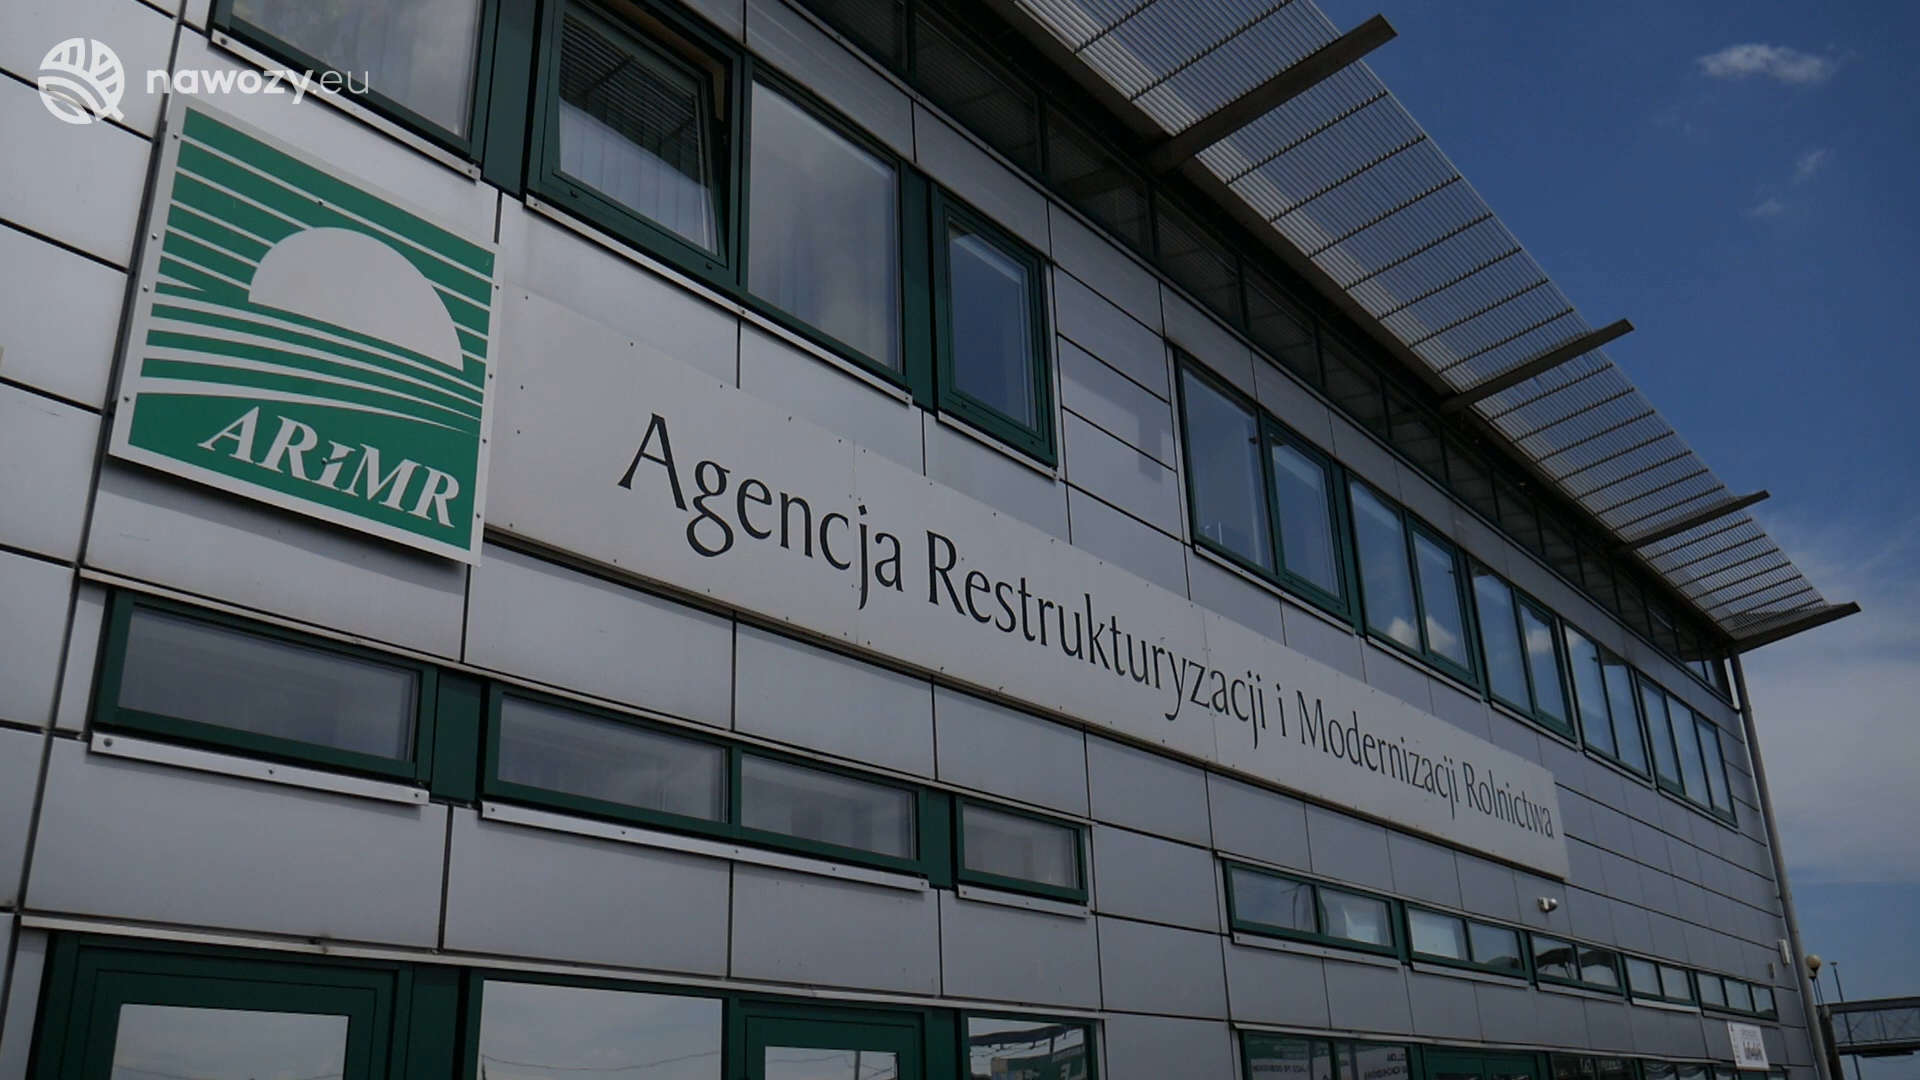 nawozy.eu
ARiMR
Agencja Restrukturyzacji i Modernizacji Rolnictwa